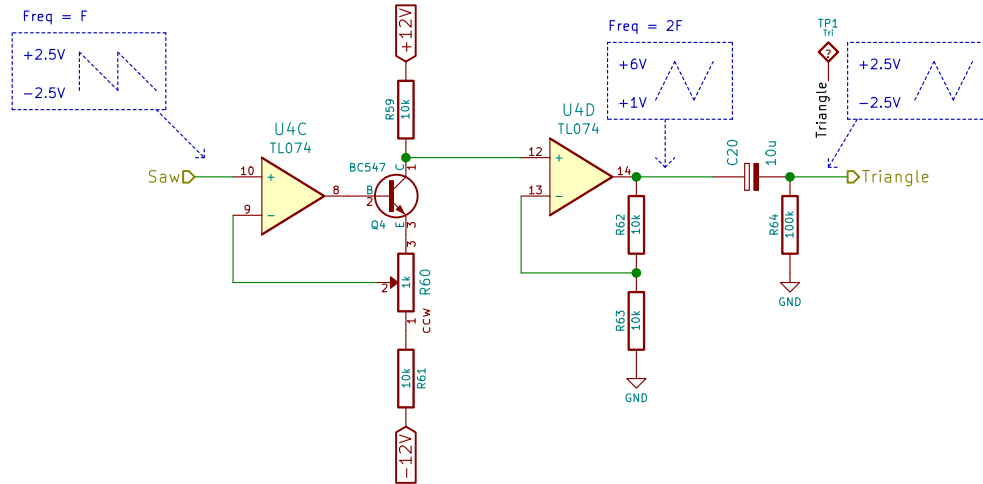 Freq = F
+2.5V
-2.5V
Saw
10
+
9
-
U4C
TL074
8
+12V
R59
10k
BC547
C
1
B
2
Q4
E
3
3
1k
R60
2
1
ccw
10k
R61
-12V
U4D
TL074
12
+
13
-
14
Freq = 2F
+6V
+1V
R62
10k
R63
10k
GND
C20
10u
R64
100k
GND
TP1
Tri
?
Triangle
+2.5V
-2.5V
Triangle